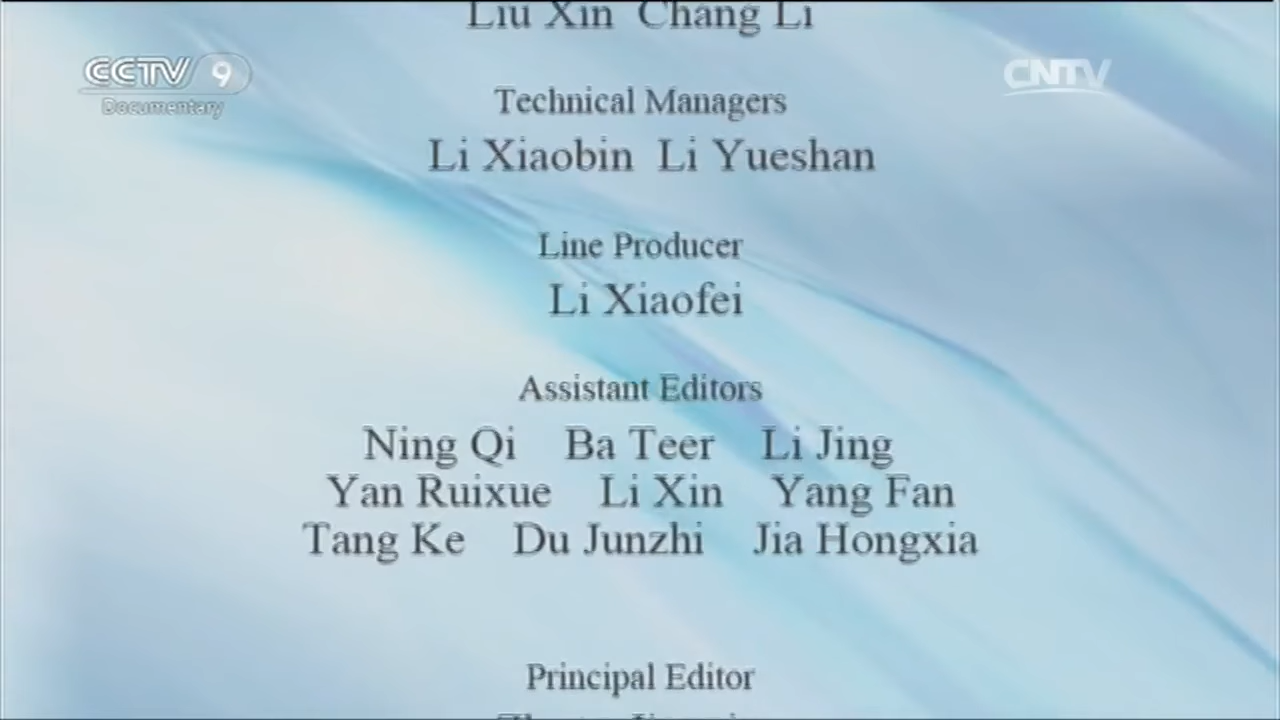 Liu Xin Chang Li
CCTV 9
Documentary
CNTV
Technical Managers
Li Xiaobin Li Yueshan
Line Producer
Li Xiaofei
Assistant Editors
Ning Qi Ba Teer Li Jing
Yan Ruixue Li Xin Yang Fan
Tang Ke Du Junzhi Jia Hongxia
Principal Editor